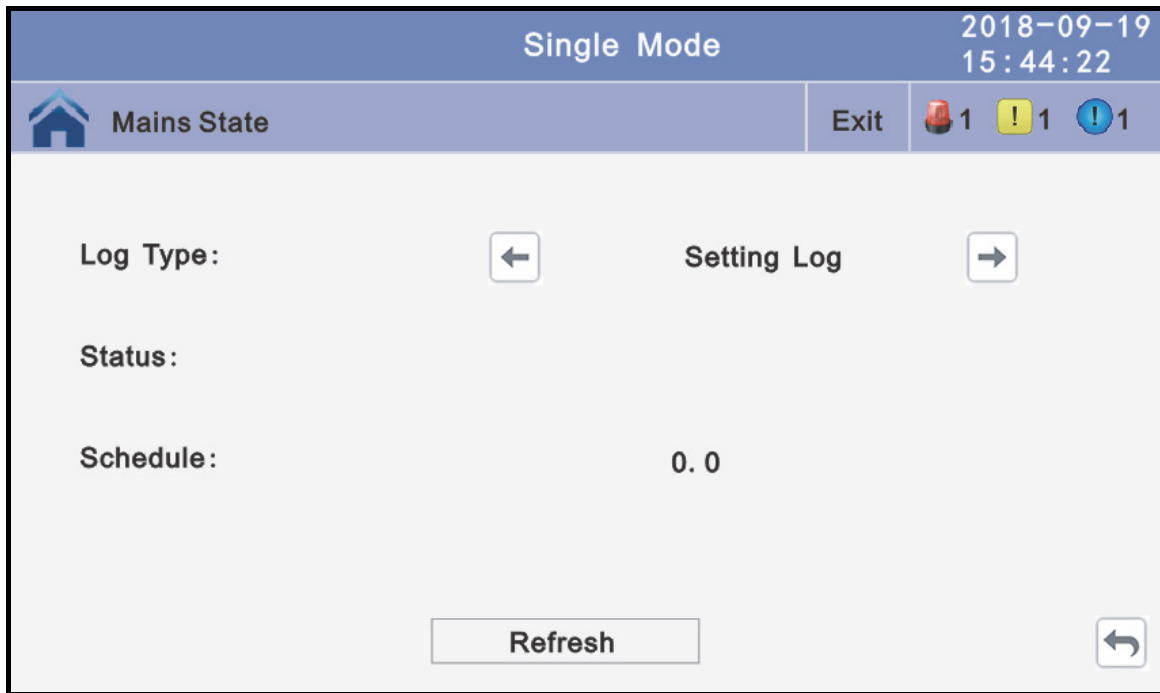 Single Mode
2018-09-19
15:44:22
Mains State
Exit
1
! 1
! 1
Log Type:
Setting Log
Status:
Schedule:
0.0
Refresh